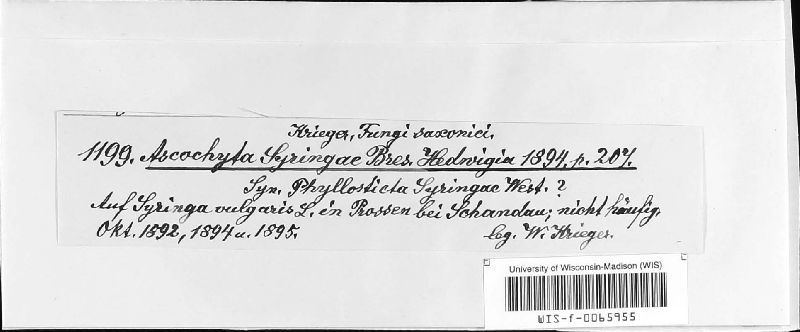 Krieger, Fungi saxonici.
1199. Ascochyta Syringae Bres. Hedwigia 1894, p. 207.
Syn. Phyllosticta Syringae West. ?
Auf Syringa vulgaris L. in Prossen bei Schandau; nicht häufig.
Okt. 1892, 1894 u. 1895. lg. W. Krieger.
University of Wisconsin-Madison (WIS)
WIS-f-0065955